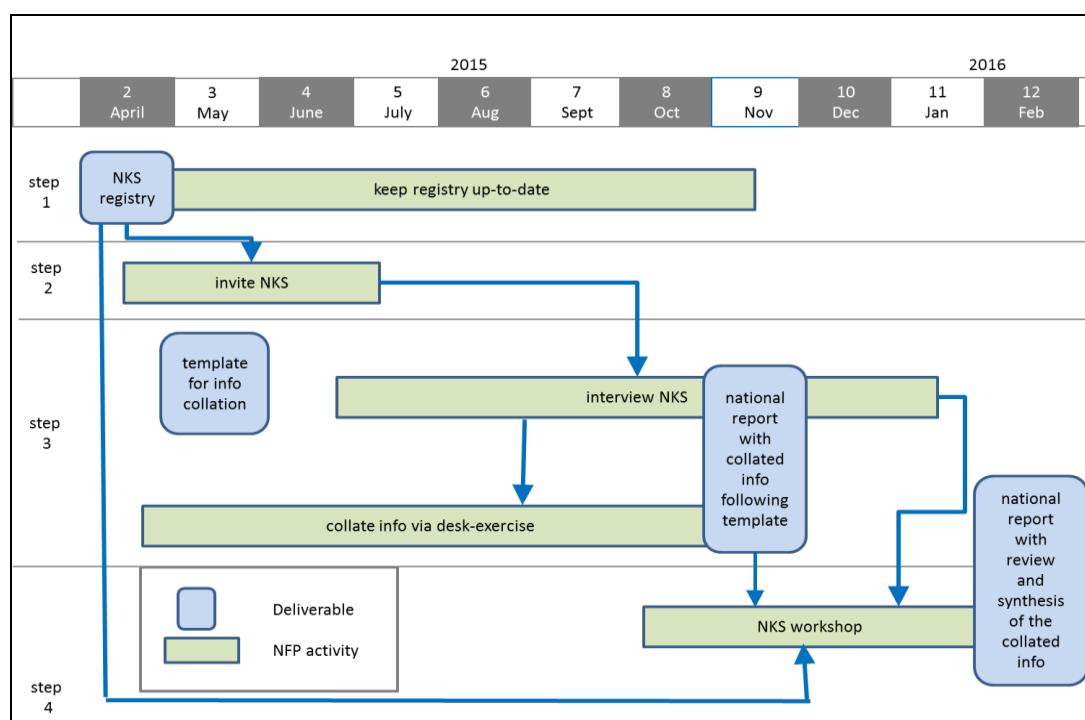 2015
2016
2
April
3
May
4
June
5
July
6
Aug
7
Sept
8
Oct
9
Nov
10
Dec
11
Jan
12
Feb
step
1
NKS
registry
keep registry up-to-date
step
2
invite NKS
step
3
template
for info
collation
interview NKS
national
report
with
collated
info
following
template
collate info via desk-exercise
national
report
with
review
and
synthesis
of the
collated
info
Deliverable
NFP activity
NKS workshop
step
4